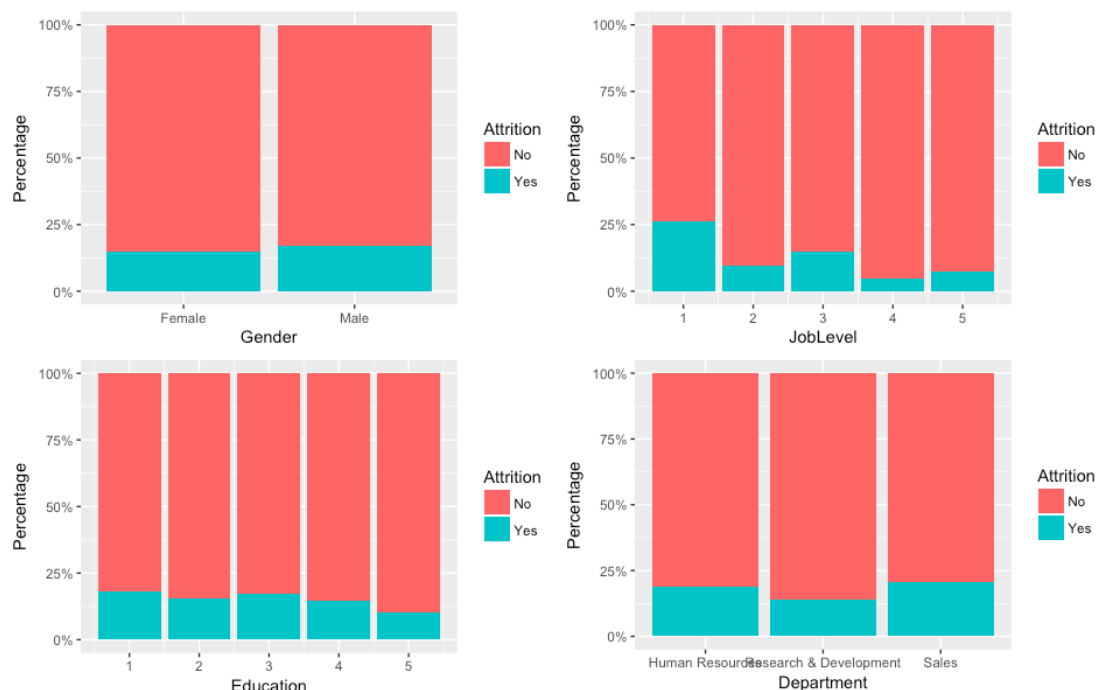 100%
75%
50%
25%
0%
Percentage
Female
Male
Gender
Attrition
No
Yes
100%
75%
50%
25%
0%
Percentage
1
2
3
4
5
JobLevel
Attrition
No
Yes
100%
75%
50%
25%
0%
Percentage
1
2
3
4
5
Education
Attrition
No
Yes
100%
75%
50%
25%
0%
Percentage
Human Resources
Research & Development
Sales
Department
Attrition
No
Yes